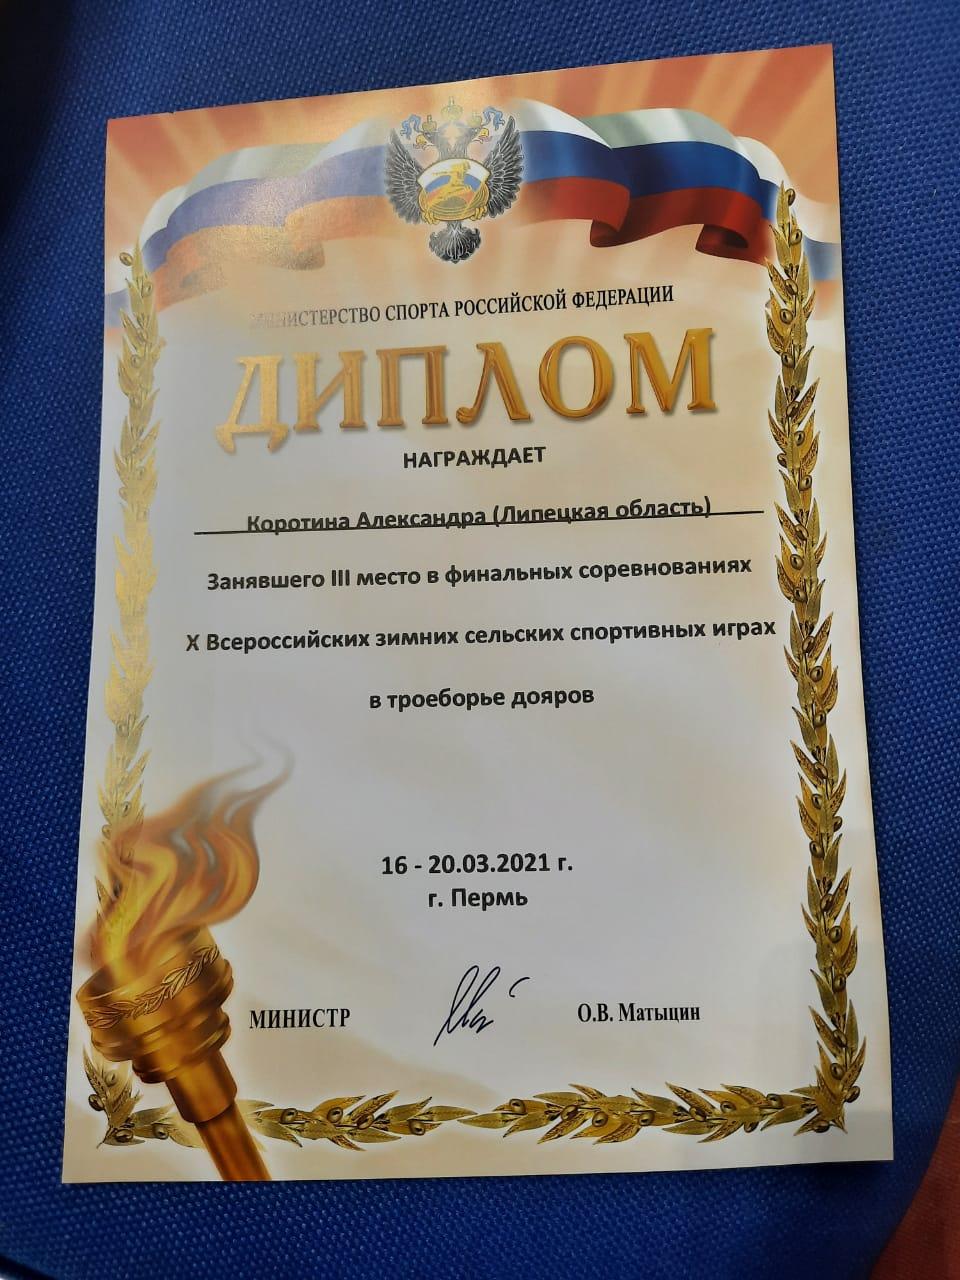 МИНИСТЕРСТВО СПОРТА РОССИЙСКОЙ ФЕДЕРАЦИИ
ДИПЛОМ
НАГРАЖДАЕТ
Коротина Александра (Липецкая область)
Занявшего III место в финальных соревнованиях
X Всероссийских зимних сельских спортивных играх
в троеборье дояров
16 - 20.03.2021 г.
г. Пермь
МИНИСТР О.В. Матыцин